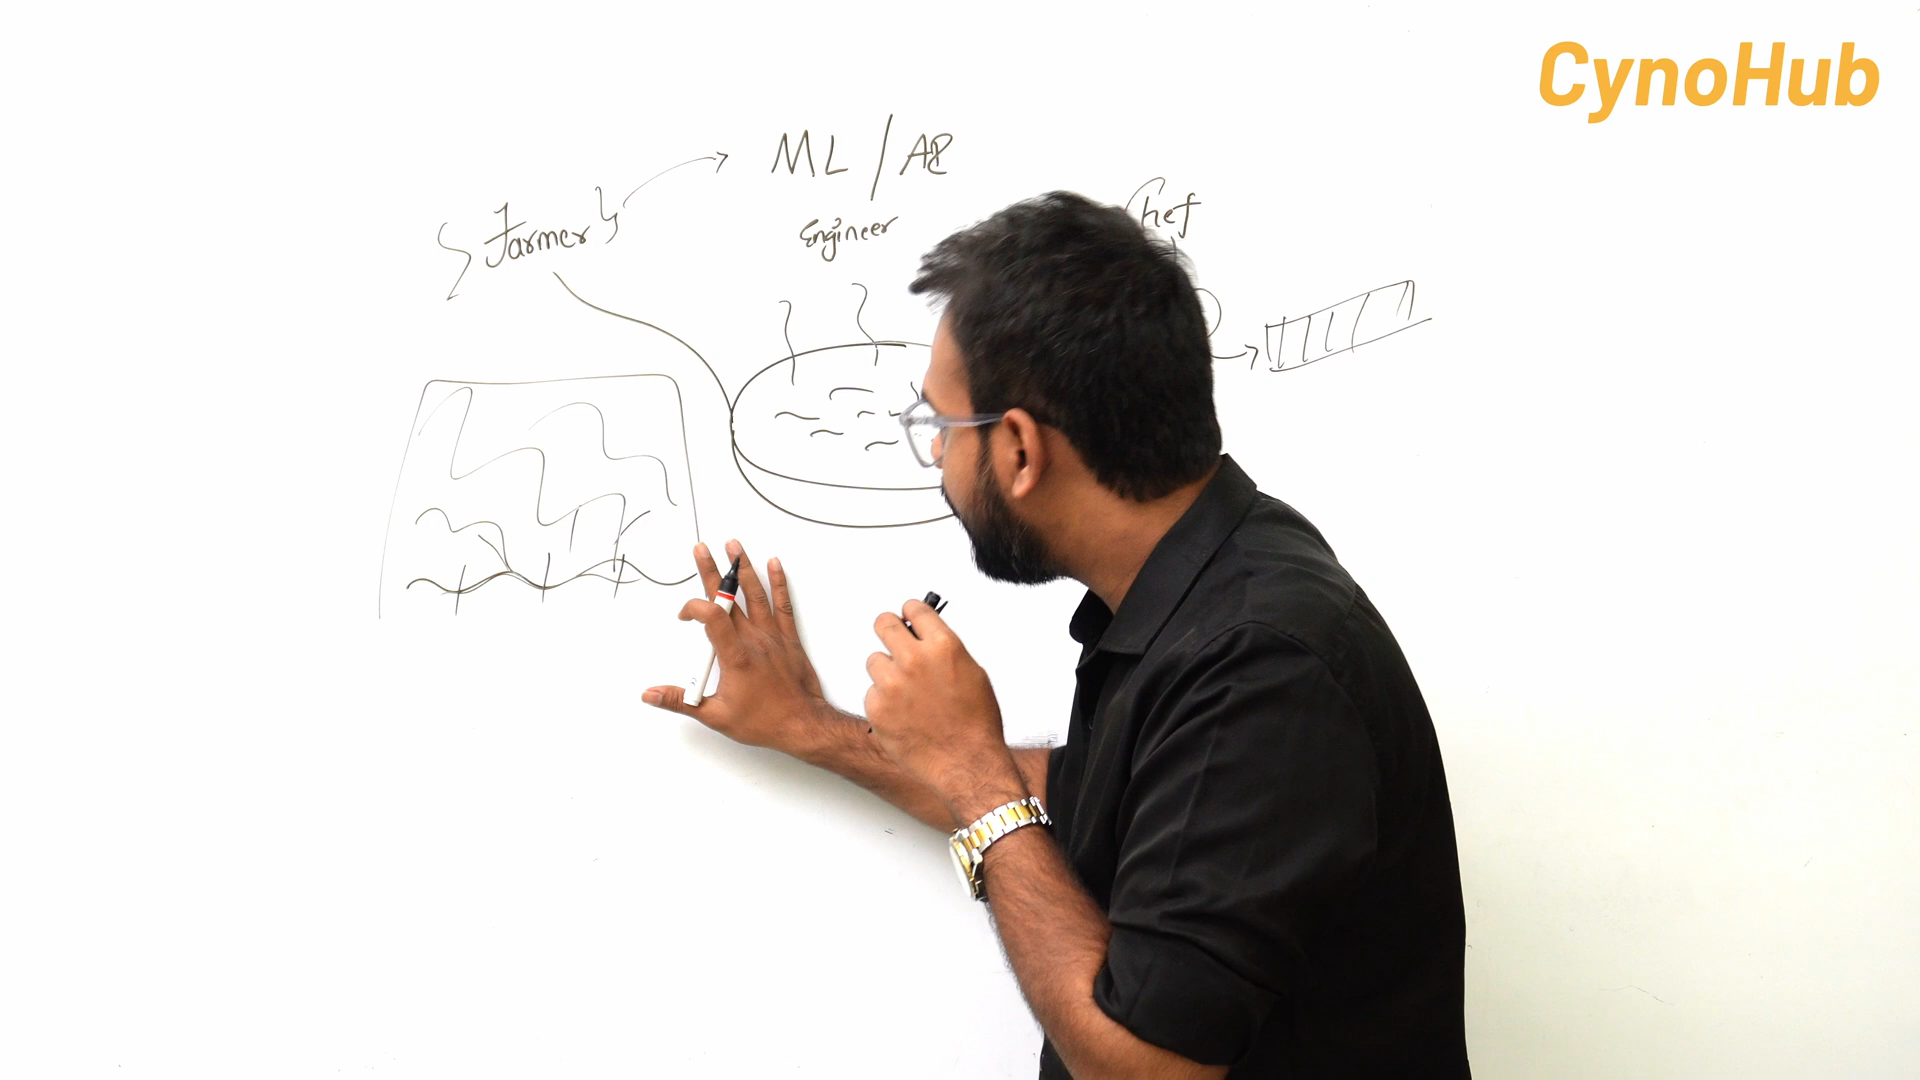 CynoHub
ML / AI
Farmer
Engineer
Chef